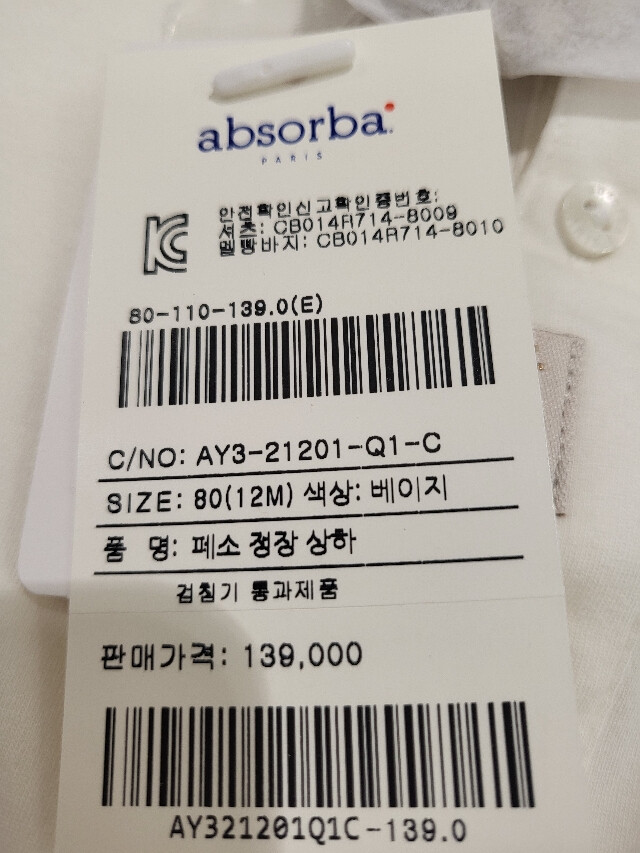 absorba
PARIS
안전확인신고확인증번호:
셔츠: CB014R714-8009
멜빵바지: CB014R714-8010
80-110-139.0(E)
C/NO: AY3-21201-Q1-C
SIZE: 80(12M) 색상: 베이지
품 명: 페소 정장 상하
검침기 통과제품
판매가격: 139,000
AY321201Q1C-139.0